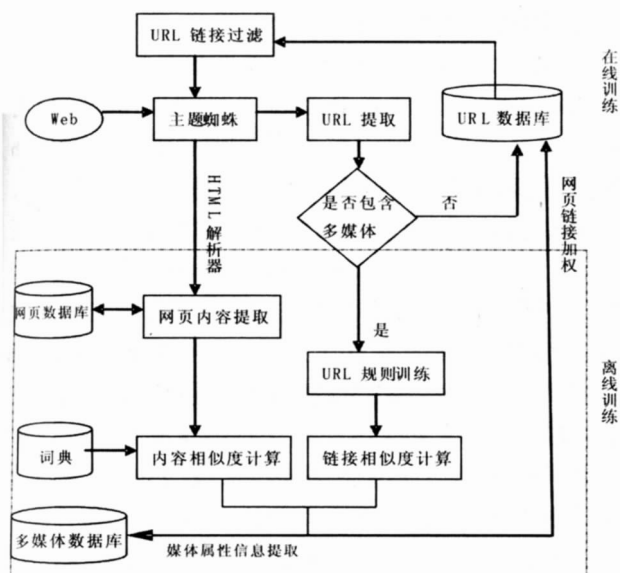 URL 链接过滤
在线训练
Web
主题蜘蛛
URL 提取
URL 数据库
是否包含
多媒体
否
HTML 解析器
网页链接加权
网页数据库
网页内容提取
是
URL 规则训练
离线训练
词典
内容相似度计算
链接相似度计算
多媒体数据库
媒体属性信息提取